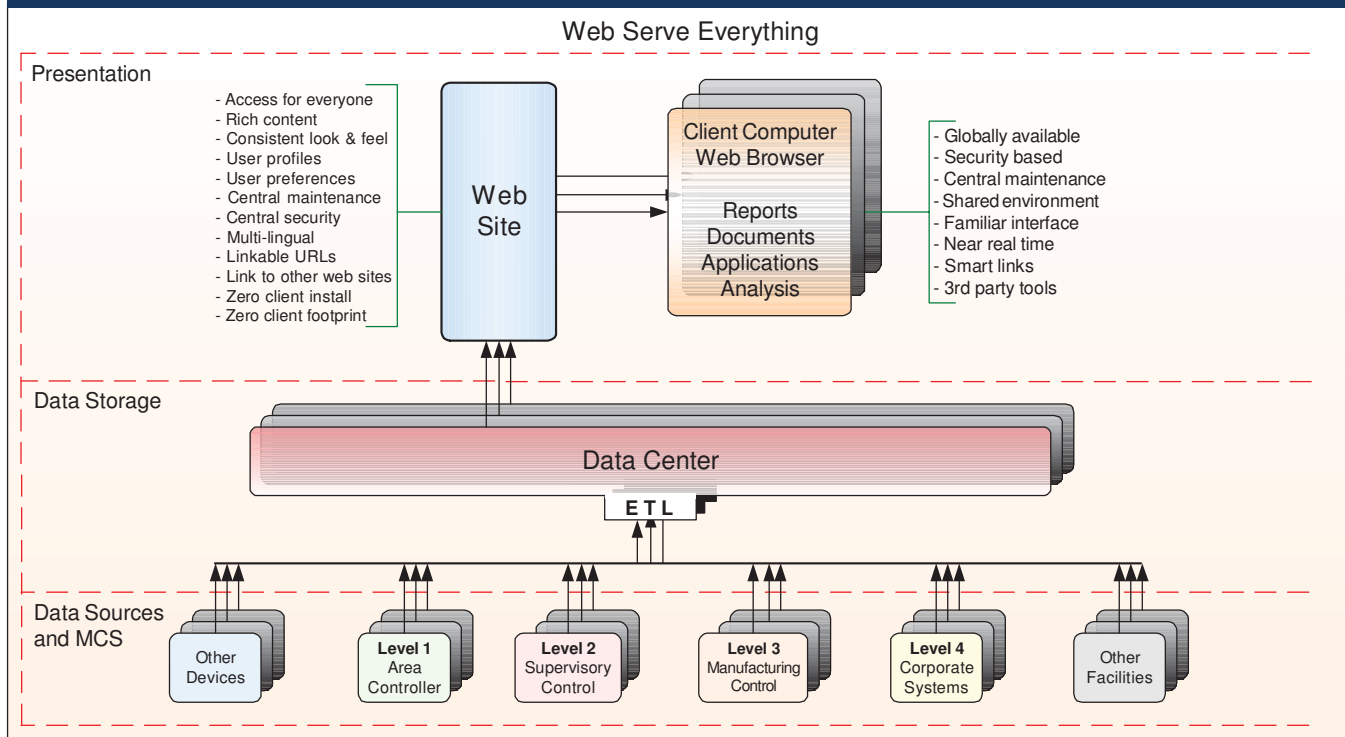 Web Serve Everything
Presentation
- Access for everyone
- Rich content
- Consistent look & feel
- User profiles
- User preferences
- Central maintenance
- Central security
- Multi-lingual
- Linkable URLs
- Link to other web sites
- Zero client install
- Zero client footprint
Web
Site
Client Computer
Web Browser
Reports
Documents
Applications
Analysis
- Globally available
- Security based
- Central maintenance
- Shared environment
- Familiar interface
- Near real time
- Smart links
- 3rd party tools
Data Storage
Data Center
E T L
Data Sources
and MCS
Other
Devices
Level 1
Area
Controller
Level 2
Supervisory
Control
Level 3
Manufacturing
Control
Level 4
Corporate
Systems
Other
Facilities